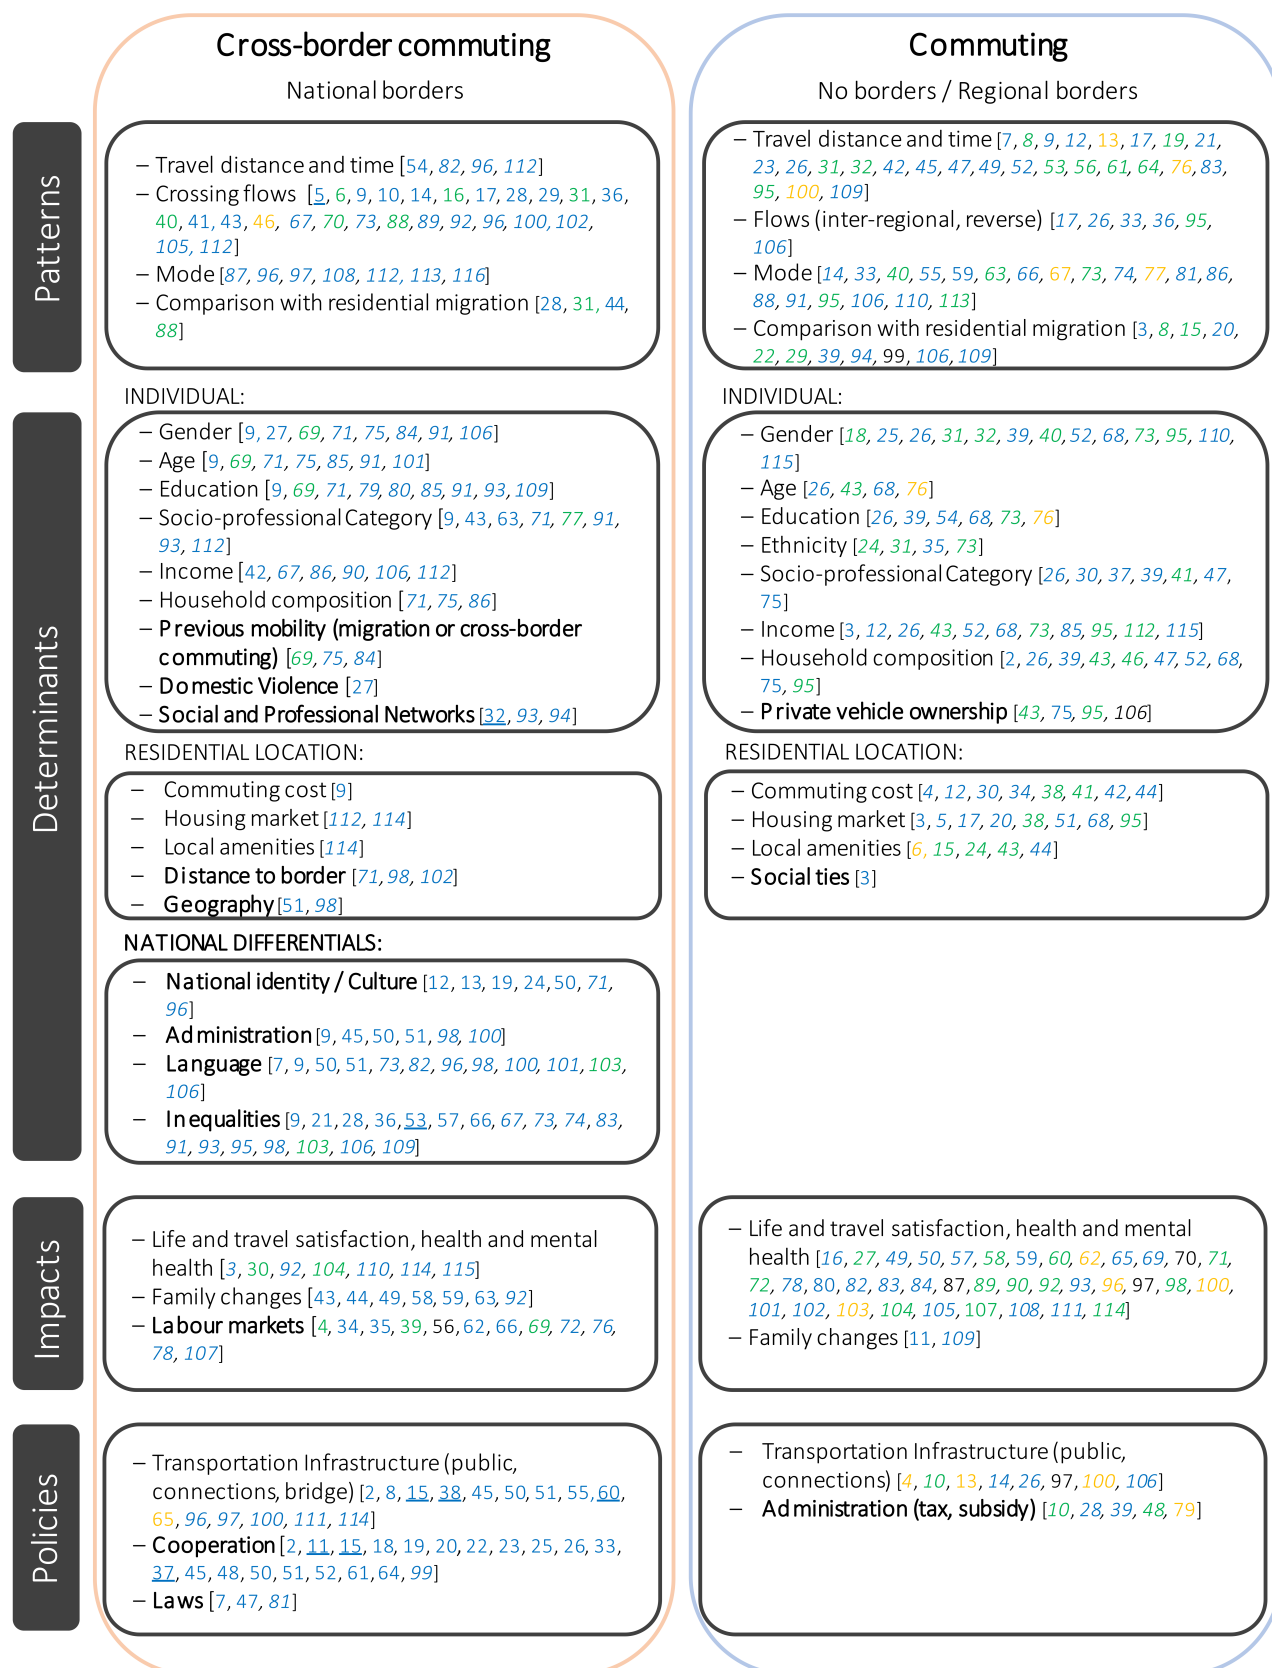 Cross-border commuting
National borders
Patterns
– Travel distance and time [54, 82, 96, 112]
– Crossing flows [5, 6, 9, 10, 14, 16, 17, 28, 29, 31, 36,
40, 41, 43, 46, 67, 70, 73, 88, 89, 92, 96, 100, 102,
105, 112]
– Mode [87, 96, 97, 108, 112, 113, 116]
– Comparison with residential migration [28, 31, 44,
88]
Determinants
INDIVIDUAL:
– Gender [9, 27, 69, 71, 75, 84, 91, 106]
– Age [9, 69, 71, 75, 85, 91, 101]
– Education [9, 69, 71, 79, 80, 85, 91, 93, 109]
– Socio-professional Category [9, 43, 63, 71, 77, 91,
93, 112]
– Income [42, 67, 86, 90, 106, 112]
– Household composition [71, 75, 86]
– Previous mobility (migration or cross-border
commuting) [69, 75, 84]
– Domestic Violence [27]
– Social and Professional Networks [32, 93, 94]
RESIDENTIAL LOCATION:
– Commuting cost [9]
– Housing market [112, 114]
– Local amenities [114]
– Distance to border [71, 98, 102]
– Geography [51, 98]
NATIONAL DIFFERENTIALS:
– National identity / Culture [12, 13, 19, 24, 50, 71,
96]
– Administration [9, 45, 50, 51, 98, 100]
– Language [7, 9, 50, 51, 73, 82, 96, 98, 100, 101, 103,
106]
– Inequalities [9, 21, 28, 36, 53, 57, 66, 67, 73, 74, 83,
91, 93, 95, 98, 103, 106, 109]
Impacts
– Life and travel satisfaction, health and mental
health [3, 30, 92, 104, 110, 114, 115]
– Family changes [43, 44, 49, 58, 59, 63, 92]
– Labour markets [4, 34, 35, 39, 56, 62, 66, 69, 72, 76,
78, 107]
Policies
– Transportation Infrastructure (public,
connections, bridge) [2, 8, 15, 38, 45, 50, 51, 55, 60,
65, 96, 97, 100, 111, 114]
– Cooperation [2, 11, 15, 18, 19, 20, 22, 23, 25, 26, 33,
37, 45, 48, 50, 51, 52, 61, 64, 99]
– Laws [7, 47, 81]
Commuting
No borders / Regional borders
– Travel distance and time [7, 8, 9, 12, 13, 17, 19, 21,
23, 26, 31, 32, 42, 45, 47, 49, 52, 53, 56, 61, 64, 76, 83,
95, 100, 109]
– Flows (inter-regional, reverse) [17, 26, 33, 36, 95,
106]
– Mode [14, 33, 40, 55, 59, 63, 66, 67, 73, 74, 77, 81, 86,
88, 91, 95, 106, 110, 113]
– Comparison with residential migration [3, 8, 15, 20,
22, 29, 39, 94, 99, 106, 109]
INDIVIDUAL:
– Gender [18, 25, 26, 31, 32, 39, 40, 52, 68, 73, 95, 110,
115]
– Age [26, 43, 68, 76]
– Education [26, 39, 54, 68, 73, 76]
– Ethnicity [24, 31, 35, 73]
– Socio-professional Category [26, 30, 37, 39, 41, 47,
75]
– Income [3, 12, 26, 43, 52, 68, 73, 85, 95, 112, 115]
– Household composition [2, 26, 39, 43, 46, 47, 52, 68,
75, 95]
– Private vehicle ownership [43, 75, 95, 106]
RESIDENTIAL LOCATION:
– Commuting cost [4, 12, 30, 34, 38, 41, 42, 44]
– Housing market [3, 5, 17, 20, 38, 51, 68, 95]
– Local amenities [6, 15, 24, 43, 44]
– Social ties [3]
– Life and travel satisfaction, health and mental
health [16, 27, 49, 50, 57, 58, 59, 60, 62, 65, 69, 70, 71,
72, 78, 80, 82, 83, 84, 87, 89, 90, 92, 93, 96, 97, 98, 100,
101, 102, 103, 104, 105, 107, 108, 111, 114]
– Family changes [11, 109]
– Transportation Infrastructure (public,
connections) [4, 10, 13, 14, 26, 97, 100, 106]
– Administration (tax, subsidy) [10, 28, 39, 48, 79]